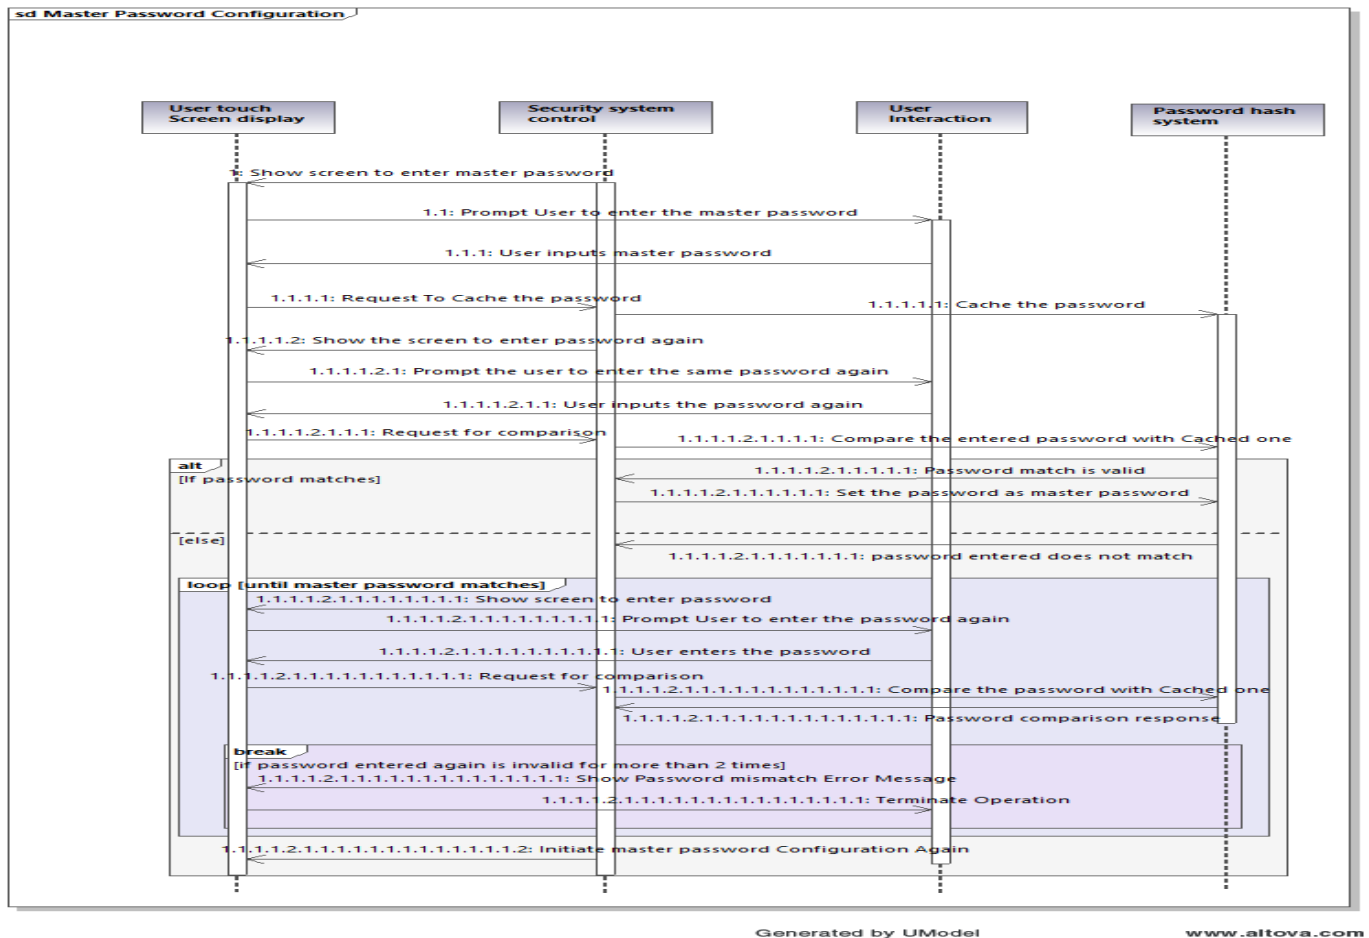 sd Master Password Configuration
User touch
Screen display
Security system
control
User
Interaction
Password hash
system
1: Show screen to enter master password
1.1: Prompt User to enter the master password
1.1.1: User inputs master password
1.1.1.1: Request To Cache the password
1.1.1.1.1: Cache the password
1.1.1.1.2: Show the screen to enter password again
1.1.1.1.2.1: Prompt the user to enter the same password again
1.1.1.1.2.1.1: User inputs the password again
1.1.1.1.2.1.1.1: Request for comparison
1.1.1.1.2.1.1.1.1: Compare the entered password with Cached one
alt
[If password matches]
1.1.1.1.2.1.1.1.1.1: Password match is valid
1.1.1.1.2.1.1.1.1.1.1: Set the password as master password
[else]
1.1.1.1.2.1.1.1.1.1.1.1: password entered does not match
loop [until master password matches]
1.1.1.1.2.1.1.1.1.1.1.1.1: Show screen to enter password
1.1.1.1.2.1.1.1.1.1.1.1.1.1: Prompt User to enter the password again
1.1.1.1.2.1.1.1.1.1.1.1.1.1.1: User enters the password
1.1.1.1.2.1.1.1.1.1.1.1.1.1.1.1: Request for comparison
1.1.1.1.2.1.1.1.1.1.1.1.1.1.1.1.1: Compare the password with Cached one
1.1.1.1.2.1.1.1.1.1.1.1.1.1.1.1.1.1: Password comparison response
break
[if password entered again is invalid for more than 2 times]
1.1.1.1.2.1.1.1.1.1.1.1.1.1.1.1.1.1.1: Show Password mismatch Error Message
1.1.1.1.2.1.1.1.1.1.1.1.1.1.1.1.1.1.1.1: Terminate Operation
1.1.1.1.2.1.1.1.1.1.1.1.1.1.1.1.1.1.2: Initiate master password Configuration Again
Generated by UModel
www.altova.com